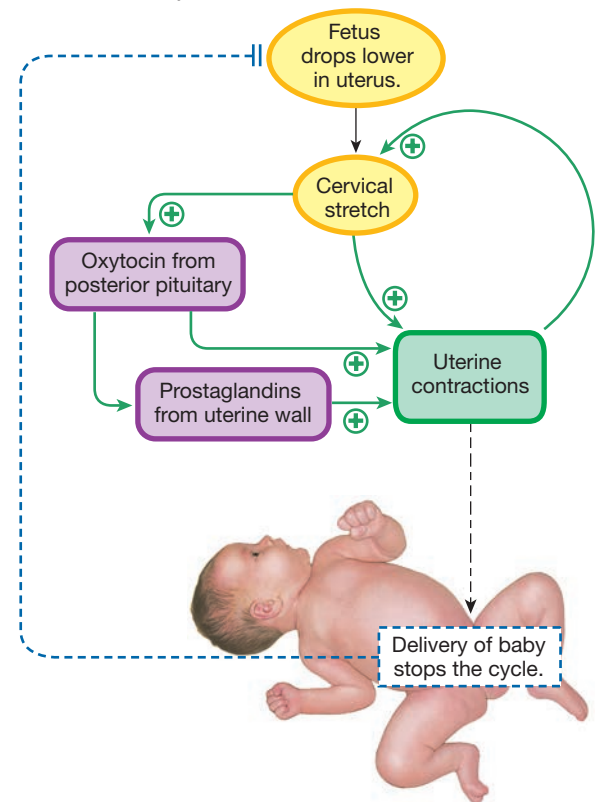 Fetus
drops lower
in uterus.
+
Cervical
stretch
+
Oxytocin from
posterior pituitary
+
+
Uterine
contractions
Prostaglandins
from uterine wall
+
Delivery of baby
stops the cycle.